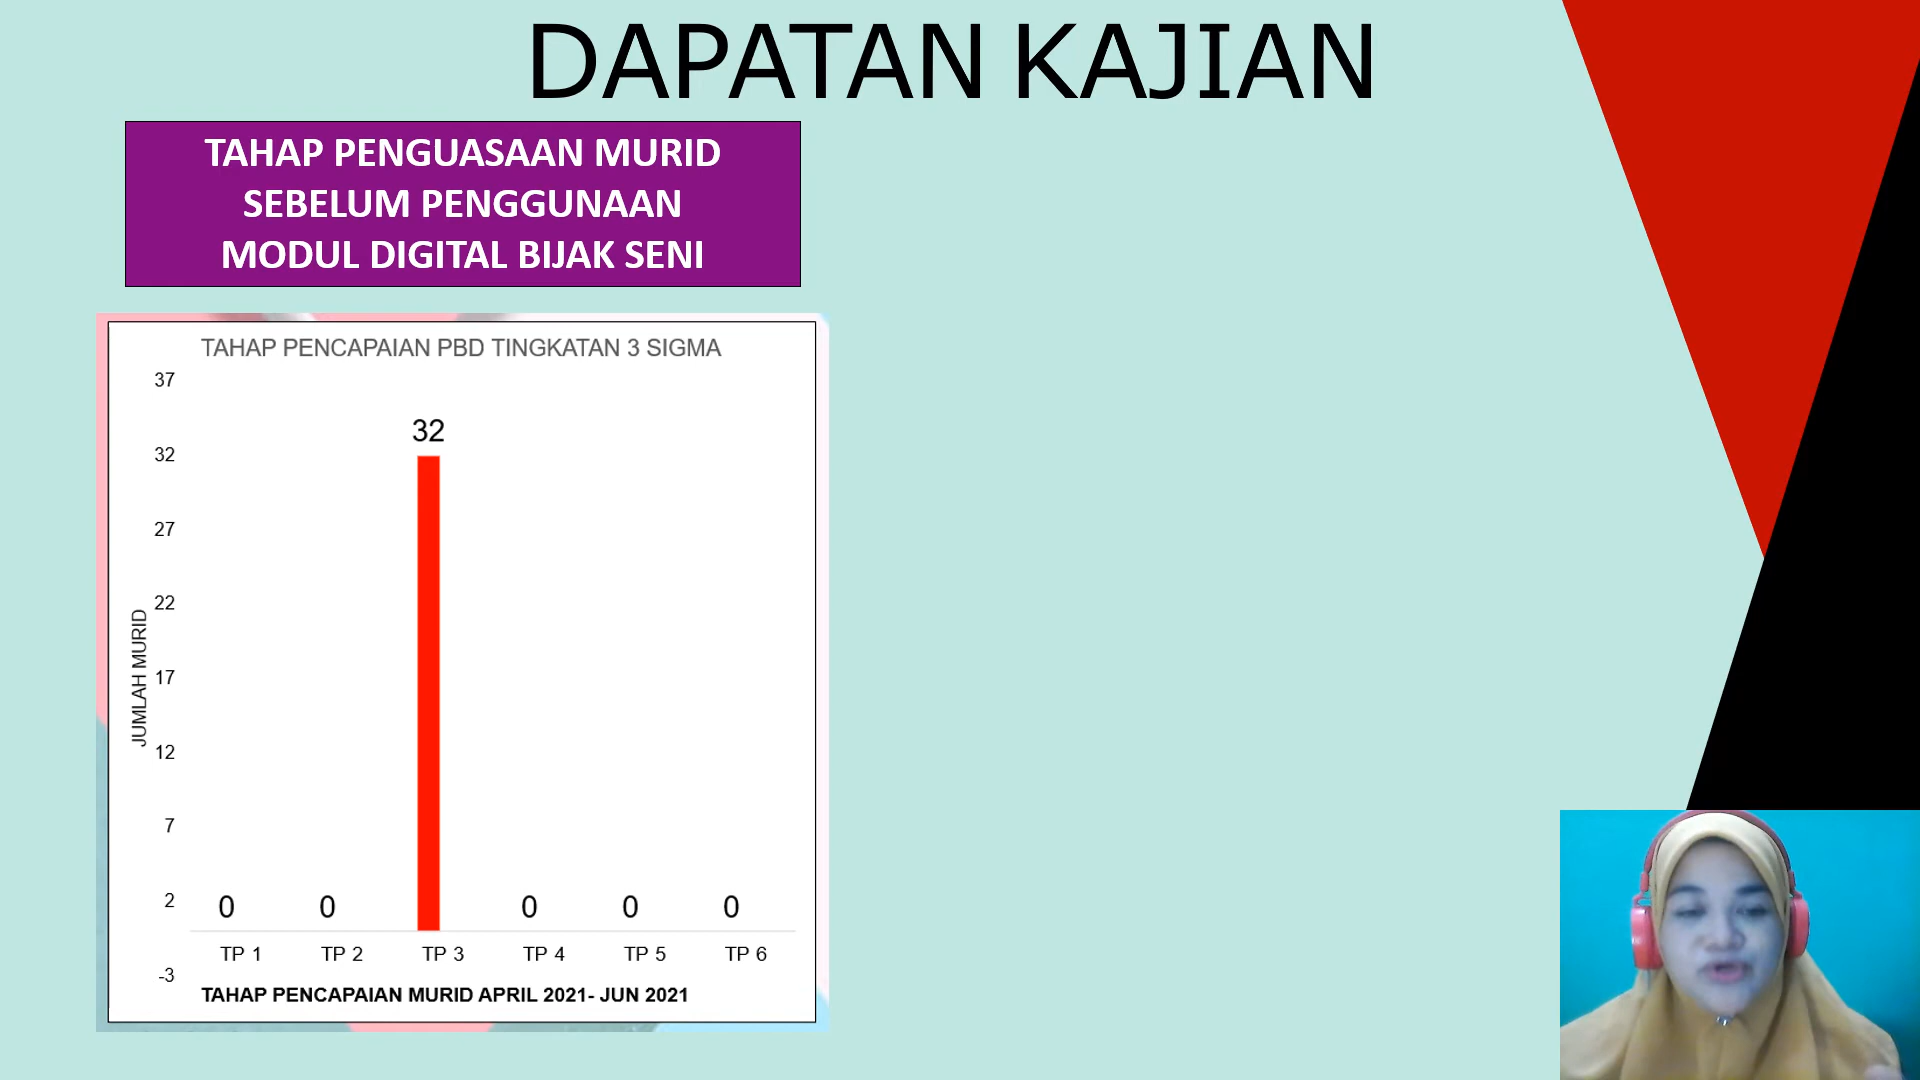 DAPATAN KAJIAN
TAHAP PENGUASAAN MURID
SEBELUM PENGGUNAAN
MODUL DIGITAL BIJAK SENI
TAHAP PENCAPAIAN PBD TINGKATAN 3 SIGMA
37
32
27
22
17
12
7
2
-3
JUMLAH MURID
0
0
32
0
0
0
TP 1
TP 2
TP 3
TP 4
TP 5
TP 6
TAHAP PENCAPAIAN MURID APRIL 2021- JUN 2021